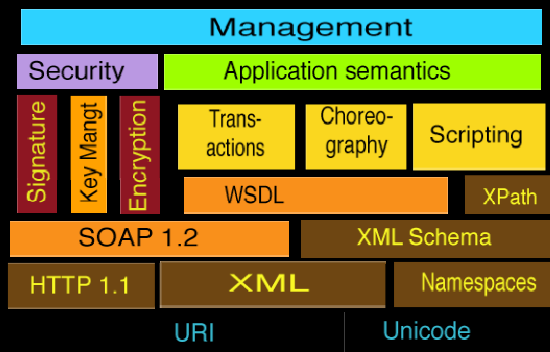 Management
Security
Application semantics
Signature
Key Mangt
Encryption
Trans-
actions
Choreo-
graphy
Scripting
WSDL
XPath
SOAP 1.2
XML Schema
HTTP 1.1
XML
Namespaces
URI
Unicode